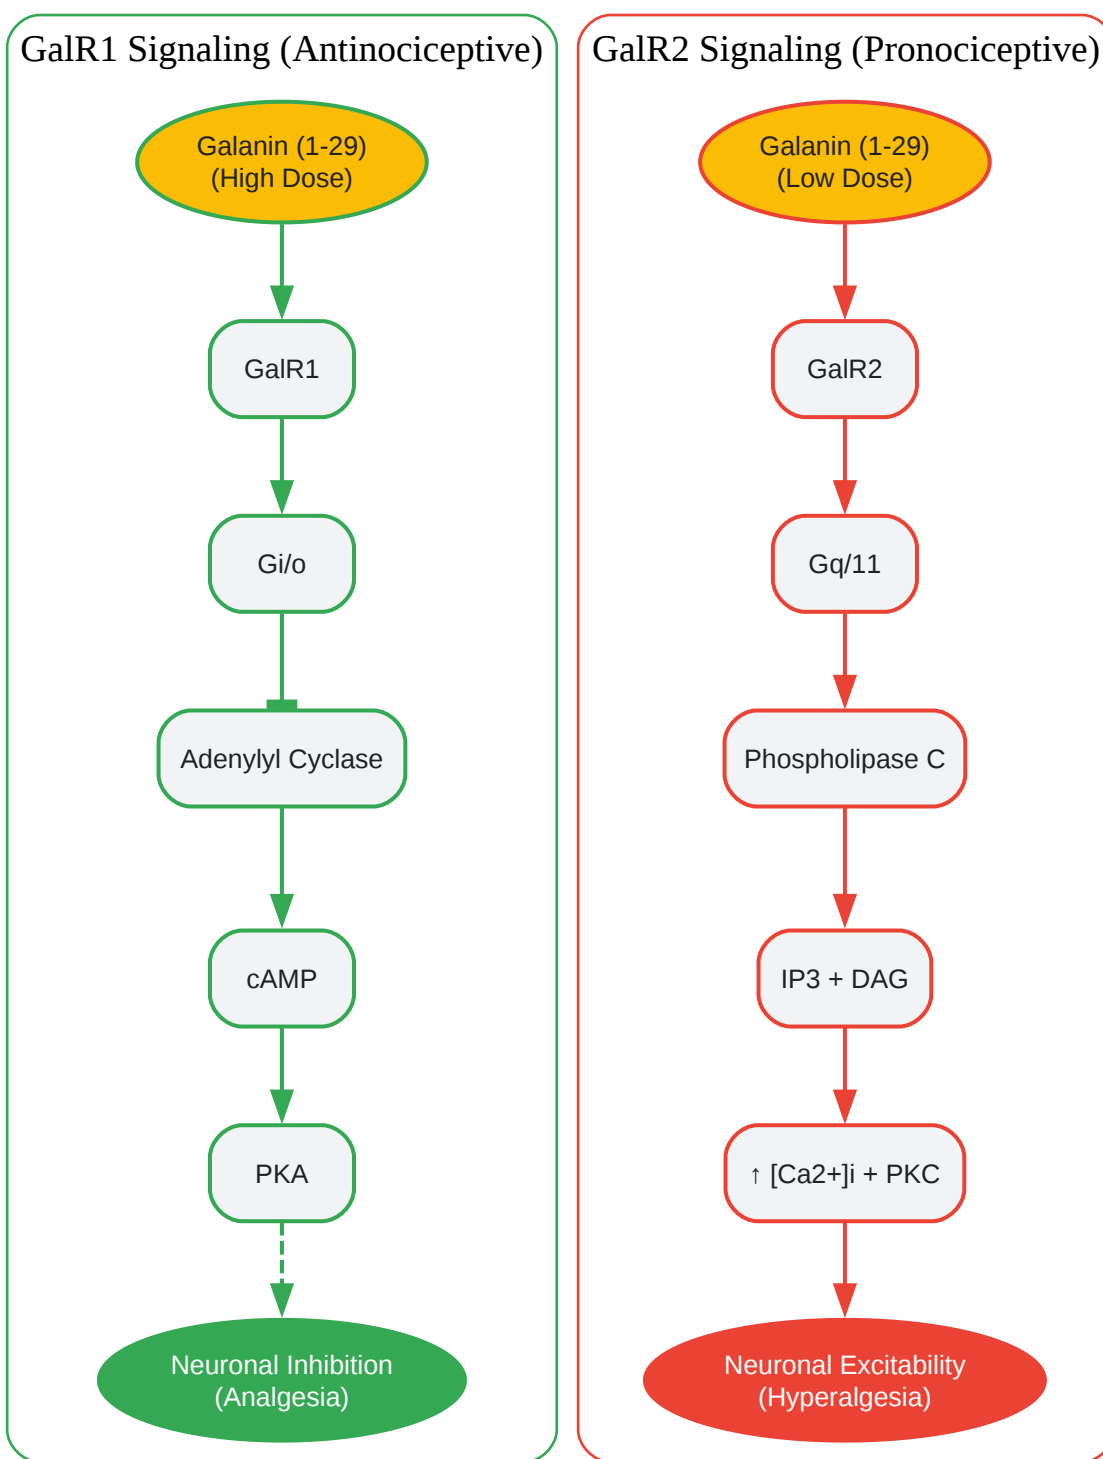 GalR1 Signaling (Antinociceptive)
Galanin (1-29)
(High Dose)
GalR1
Gi/o
Adenylyl Cyclase
cAMP
PKA
Neuronal Inhibition
(Analgesia)
GalR2 Signaling (Pronociceptive)
Galanin (1-29)
(Low Dose)
GalR2
Gq/11
Phospholipase C
IP3 + DAG
↑ [Ca2+]i + PKC
Neuronal Excitability
(Hyperalgesia)